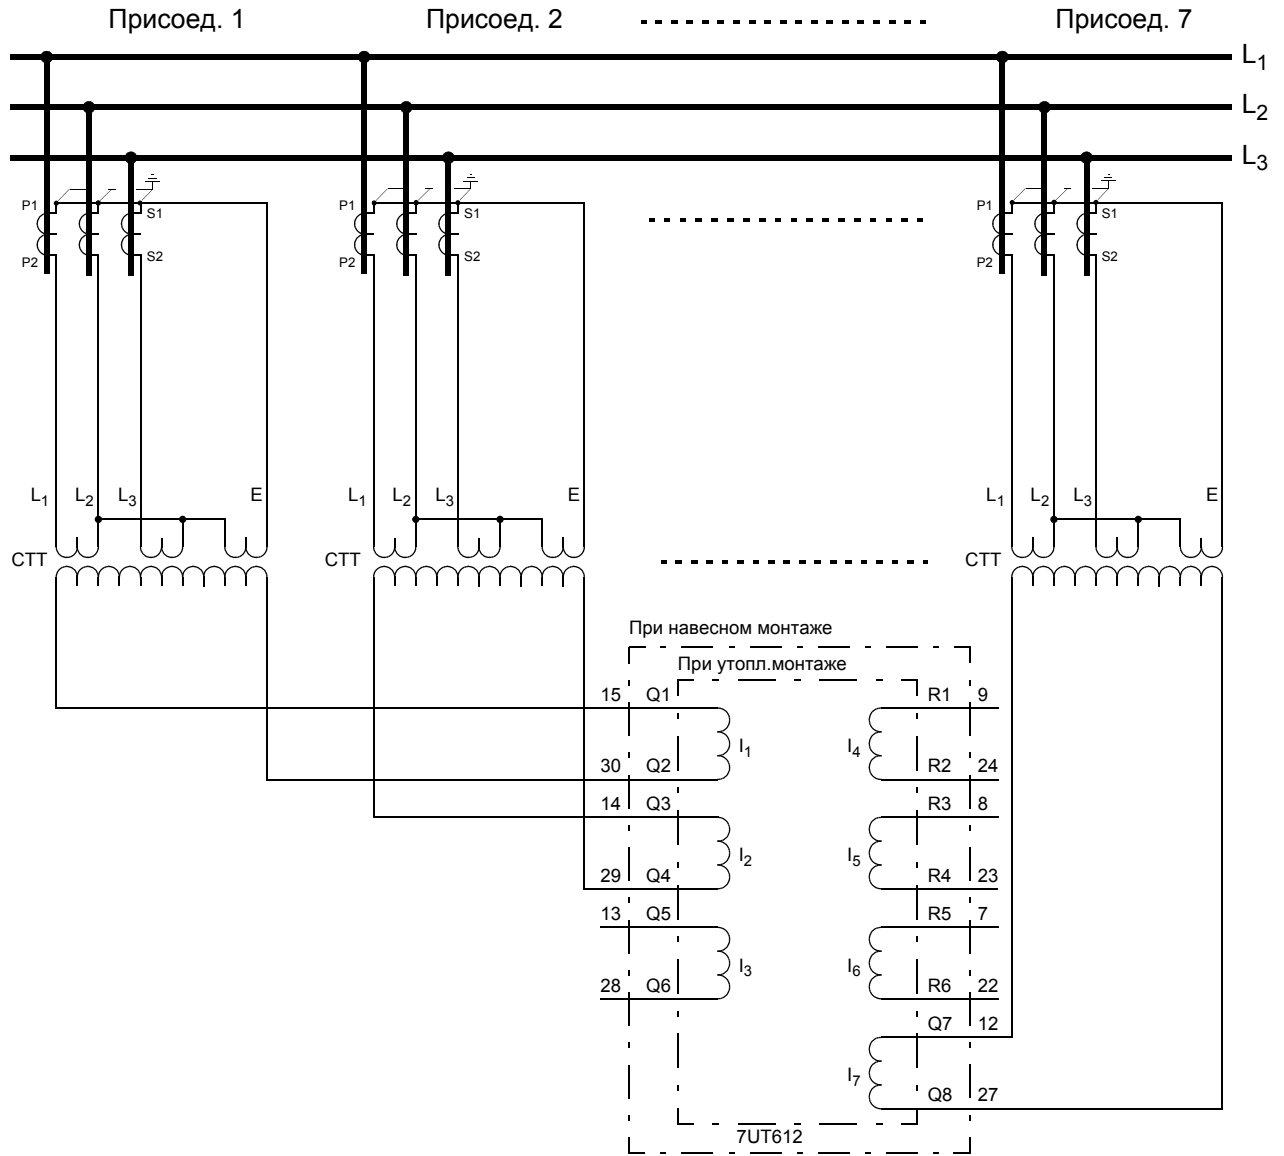 Присоед. 1 Присоед. 2 Присоед. 7
L1
L2
L3
P1 S1 P1 S1 P1 S1
P2 S2 P2 S2 P2 S2
L1 L2 L3 E L1 L2 L3 E L1 L2 L3 E
СТТ СТТ СТТ
При навесном монтаже
При утопл.монтаже
15 Q1 R1 9
I1 I4
30 Q2 R2 24
14 Q3 R3 8
I2 I5
29 Q4 R4 23
13 Q5 R5 7
I3 I6
28 Q6 R6 22
Q7 12
I7
Q8 27
7UT612